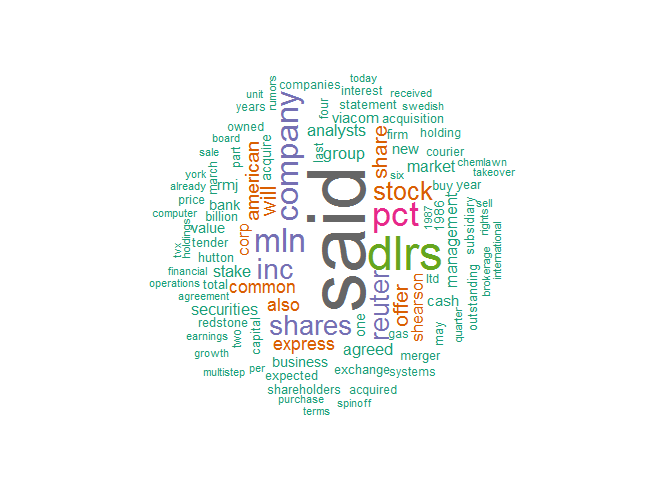 today
companies
unit
rumors
interest
received
years
four
statement
swedish
owned
viacom
acquisition
board
analysts
firm
holding
sale
part
acquire
company
last
group
share
new
courier
york
march
american
will
said
market
chemlawn
takeover
already
rmj
stock
six
buy
year
price
bank
pct
1987
1986
sell
computer
billion
corp
mln
dlrs
management
subsidiary
rights
tvx
holdings
value
tender
hutton
inc
brokerage
international
financial
stake
reuter
operations
total
common
offer
shearson
ltd
agreement
also
cash
outstanding
securities
shares
one
gas
may
quarter
redstone
two
capital
express
agreed
merger
earnings
growth
business
exchange
systems
multistep
per
expected
shareholders
acquired
purchase
spinoff
terms